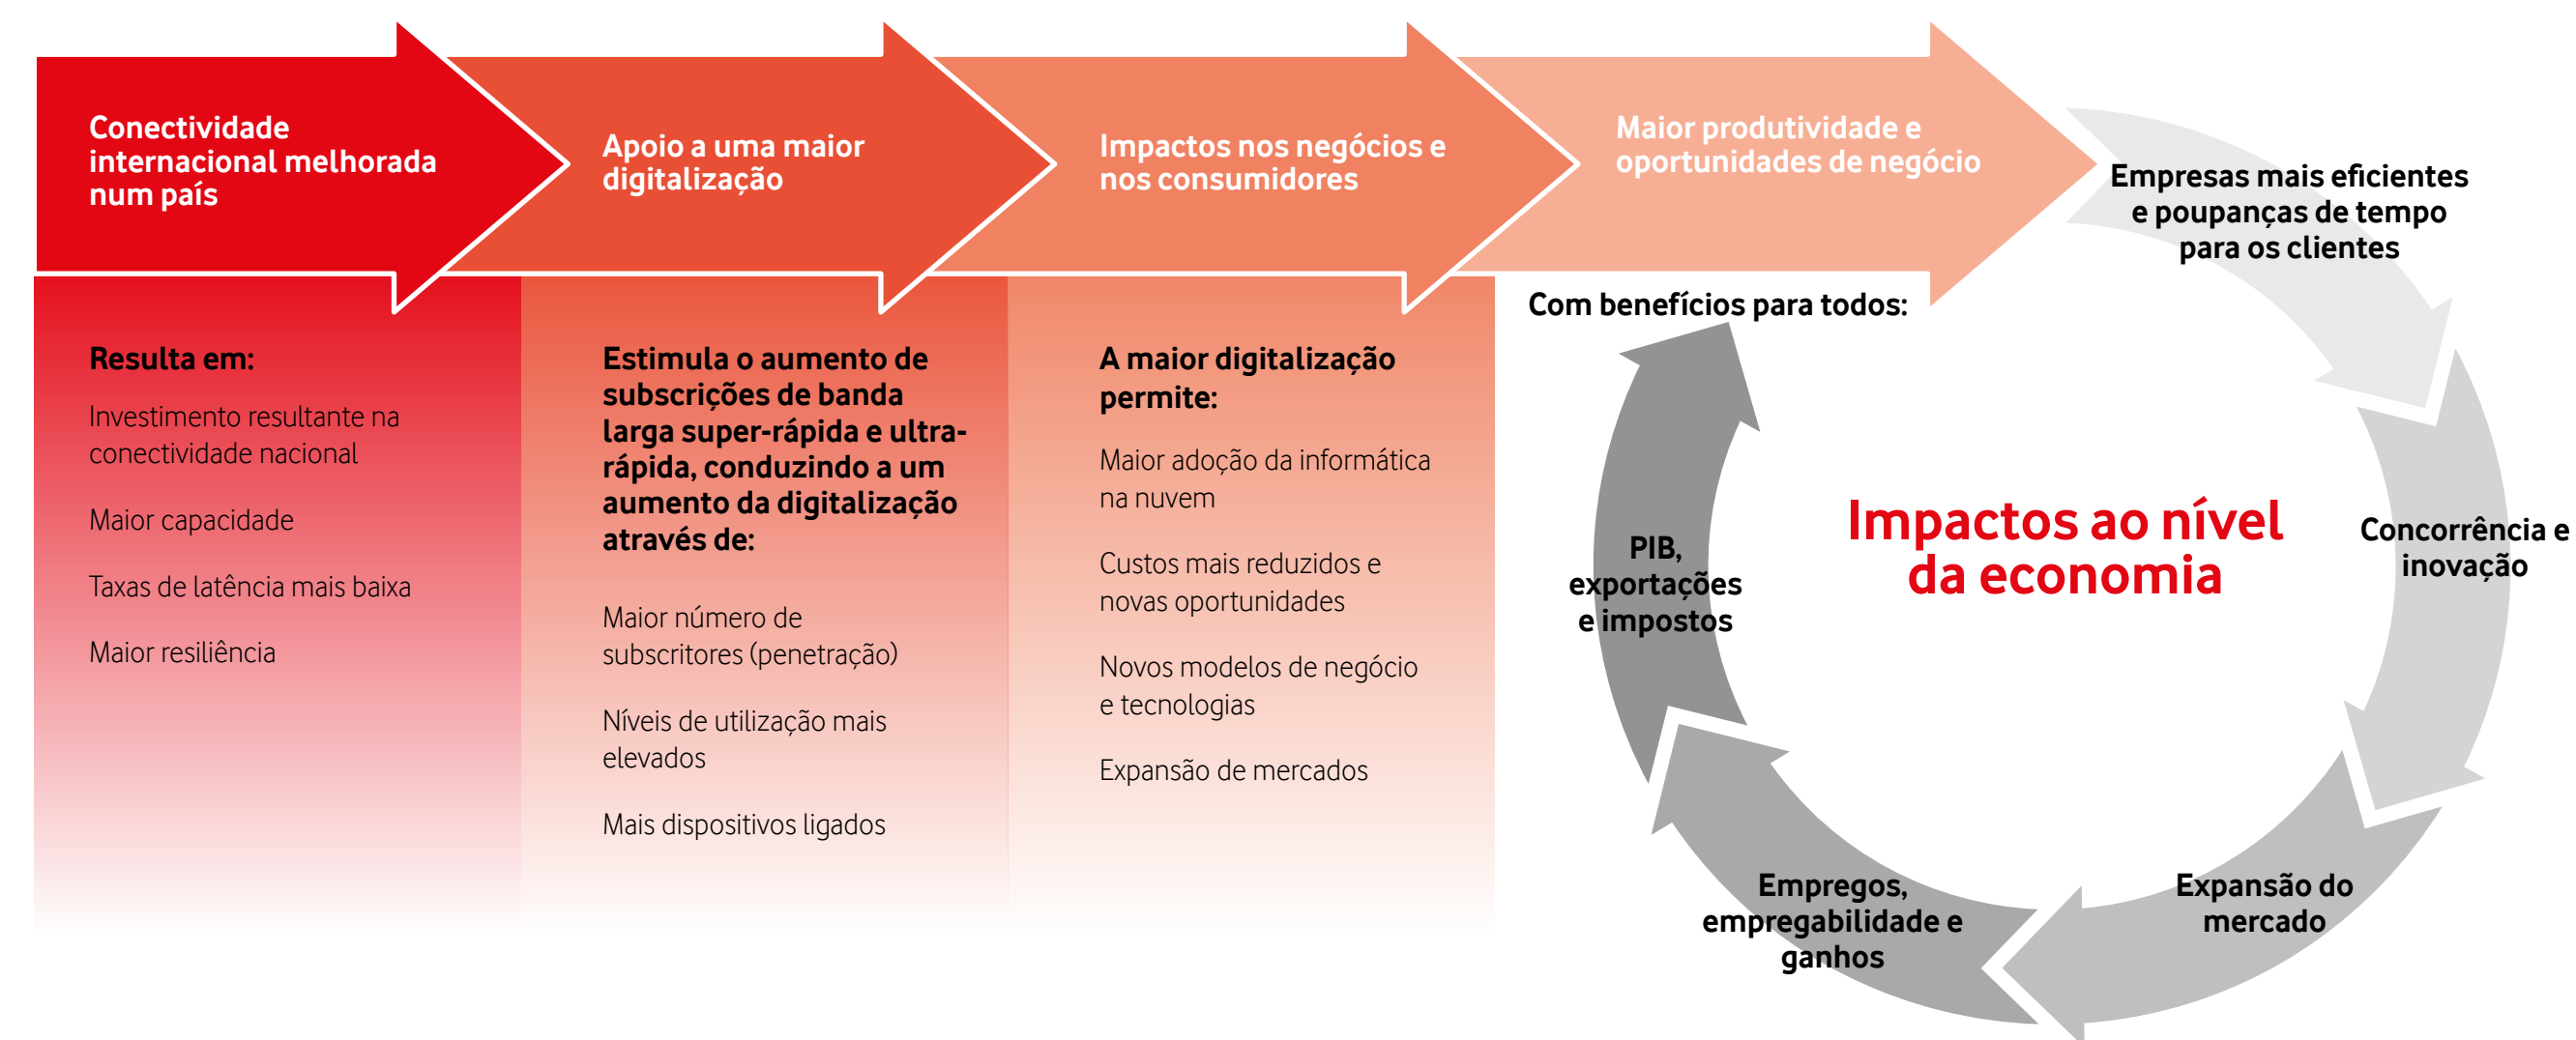 Conectividade
internacional melhorada
num país
Apoio a uma maior
digitalização
Impactos nos negócios e
nos consumidores
Maior produtividade e
oportunidades de negócio
Resulta em:
Investimento resultante na
conectividade nacional
Maior capacidade
Taxas de latência mais baixa
Maior resiliência
Estimula o aumento de
subscrições de banda
larga super-rápida e ultra-
rápida, conduzindo a um
aumento da digitalização
através de:
Maior número de
subscritores (penetração)
Níveis de utilização mais
elevados
Mais dispositivos ligados
A maior digitalização
permite:
Maior adoção da informática
na nuvem
Custos mais reduzidos e
novas oportunidades
Novos modelos de negócio
e tecnologias
Expansão de mercados
Com benefícios para todos:
Impactos ao nível
da economia
Empresas mais eficientes
e poupanças de tempo
para os clientes
Concorrência e
inovação
Expansão do
mercado
Empregos,
empregabilidade e
ganhos
PIB,
exportações
e impostos